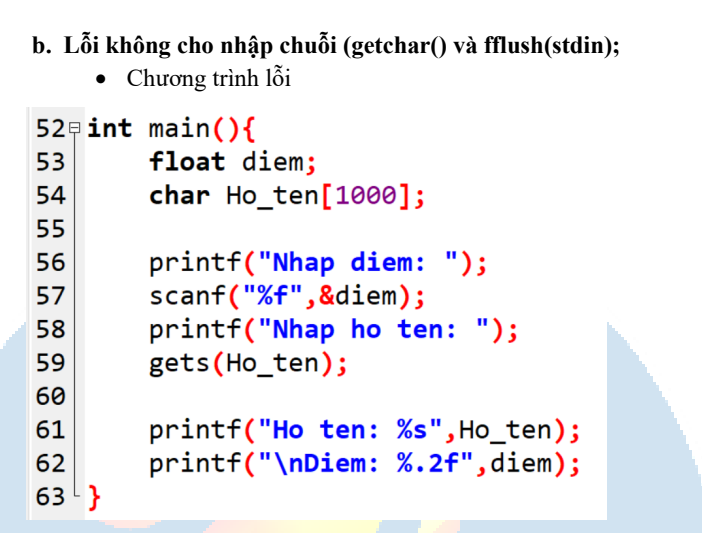 b. Lỗi không cho nhập chuỗi (getchar() và fflush(stdin);
• Chương trình lỗi
52 int main(){
53 float diem;
54 char Ho_ten[1000];
55
56 printf("Nhap diem: ");
57 scanf("%f",&diem);
58 printf("Nhap ho ten: ");
59 gets(Ho_ten);
60
61 printf("Ho ten: %s",Ho_ten);
62 printf("\nDiem: %.2f",diem);
63 }